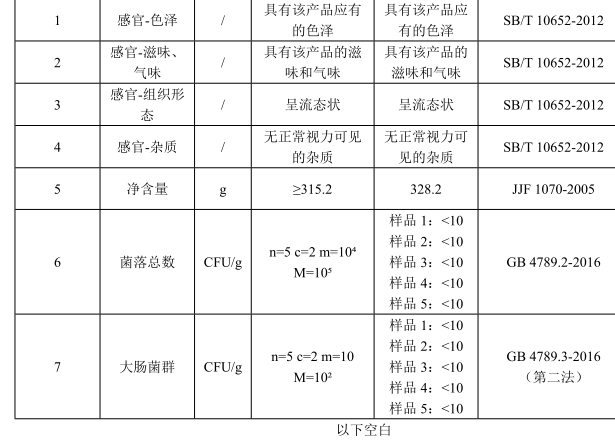 1 感官-色泽 / 具有该产品应有的色泽 具有该产品应有的色泽 SB/T 10652-2012
2 感官-滋味、气味 / 具有该产品的滋味和气味 具有该产品的滋味和气味 SB/T 10652-2012
3 感官-组织形态 / 呈流态状 呈流态状 SB/T 10652-2012
4 感官-杂质 / 无正常视力可见的杂质 无正常视力可见的杂质 SB/T 10652-2012
5 净含量 g ≥315.2 328.2 JJF 1070-2005
6 菌落总数 CFU/g n=5 c=2 m=10⁴ M=10⁵
样品 1：<10
样品 2：<10
样品 3：<10
样品 4：<10
样品 5：<10
GB 4789.2-2016
7 大肠菌群 CFU/g n=5 c=2 m=10 M=10²
样品 1：<10
样品 2：<10
样品 3：<10
样品 4：<10
样品 5：<10
GB 4789.3-2016
（第二法）
以下空白